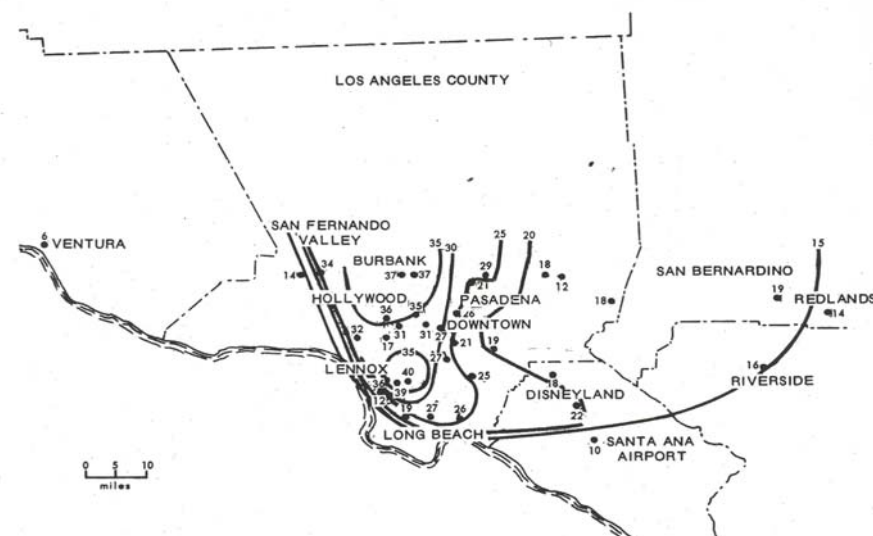 LOS ANGELES COUNTY
6
VENTURA
SAN FERNANDO
VALLEY
14
34
BURBANK
37
37
35
30
25
20
15
29
21
18
12
SAN BERNARDINO
19
REDLANDS
14
HOLLYWOOD
36
35
PASADENA
26
18
31
31
27
DOWNTOWN
32
17
21
19
LENNOX
35
27
36
40
39
12
25
18
DISNEYLAND
22
16
RIVERSIDE
19
27
26
LONG BEACH
10
SANTA ANA
AIRPORT
0 5 10
miles